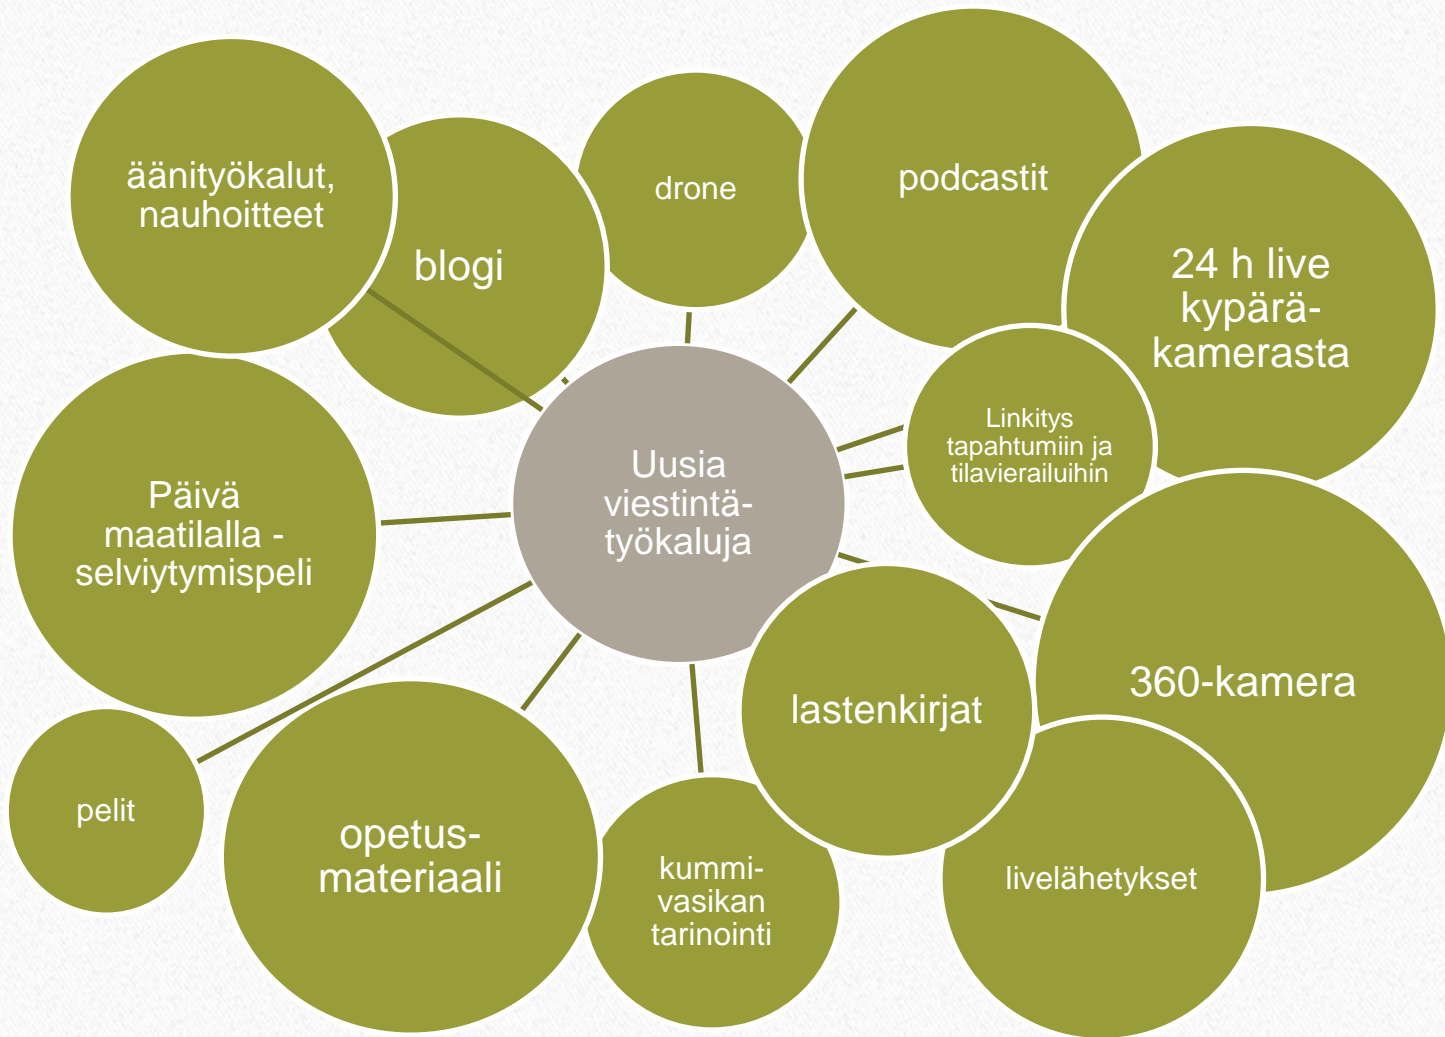 äänityökalut,
nauhoitteet
blogi
drone
podcastit
24 h live
kypärä-
kamerasta
Linkitys
tapahtumiin ja
tilavierailuihin
Uusia
viestintä-
työkaluja
Päivä
maatilalla -
selviytymispeli
360-kamera
lastenkirjat
pelit
opetus-
materiaali
kummi-
vasikan
tarinointi
livelähetykset